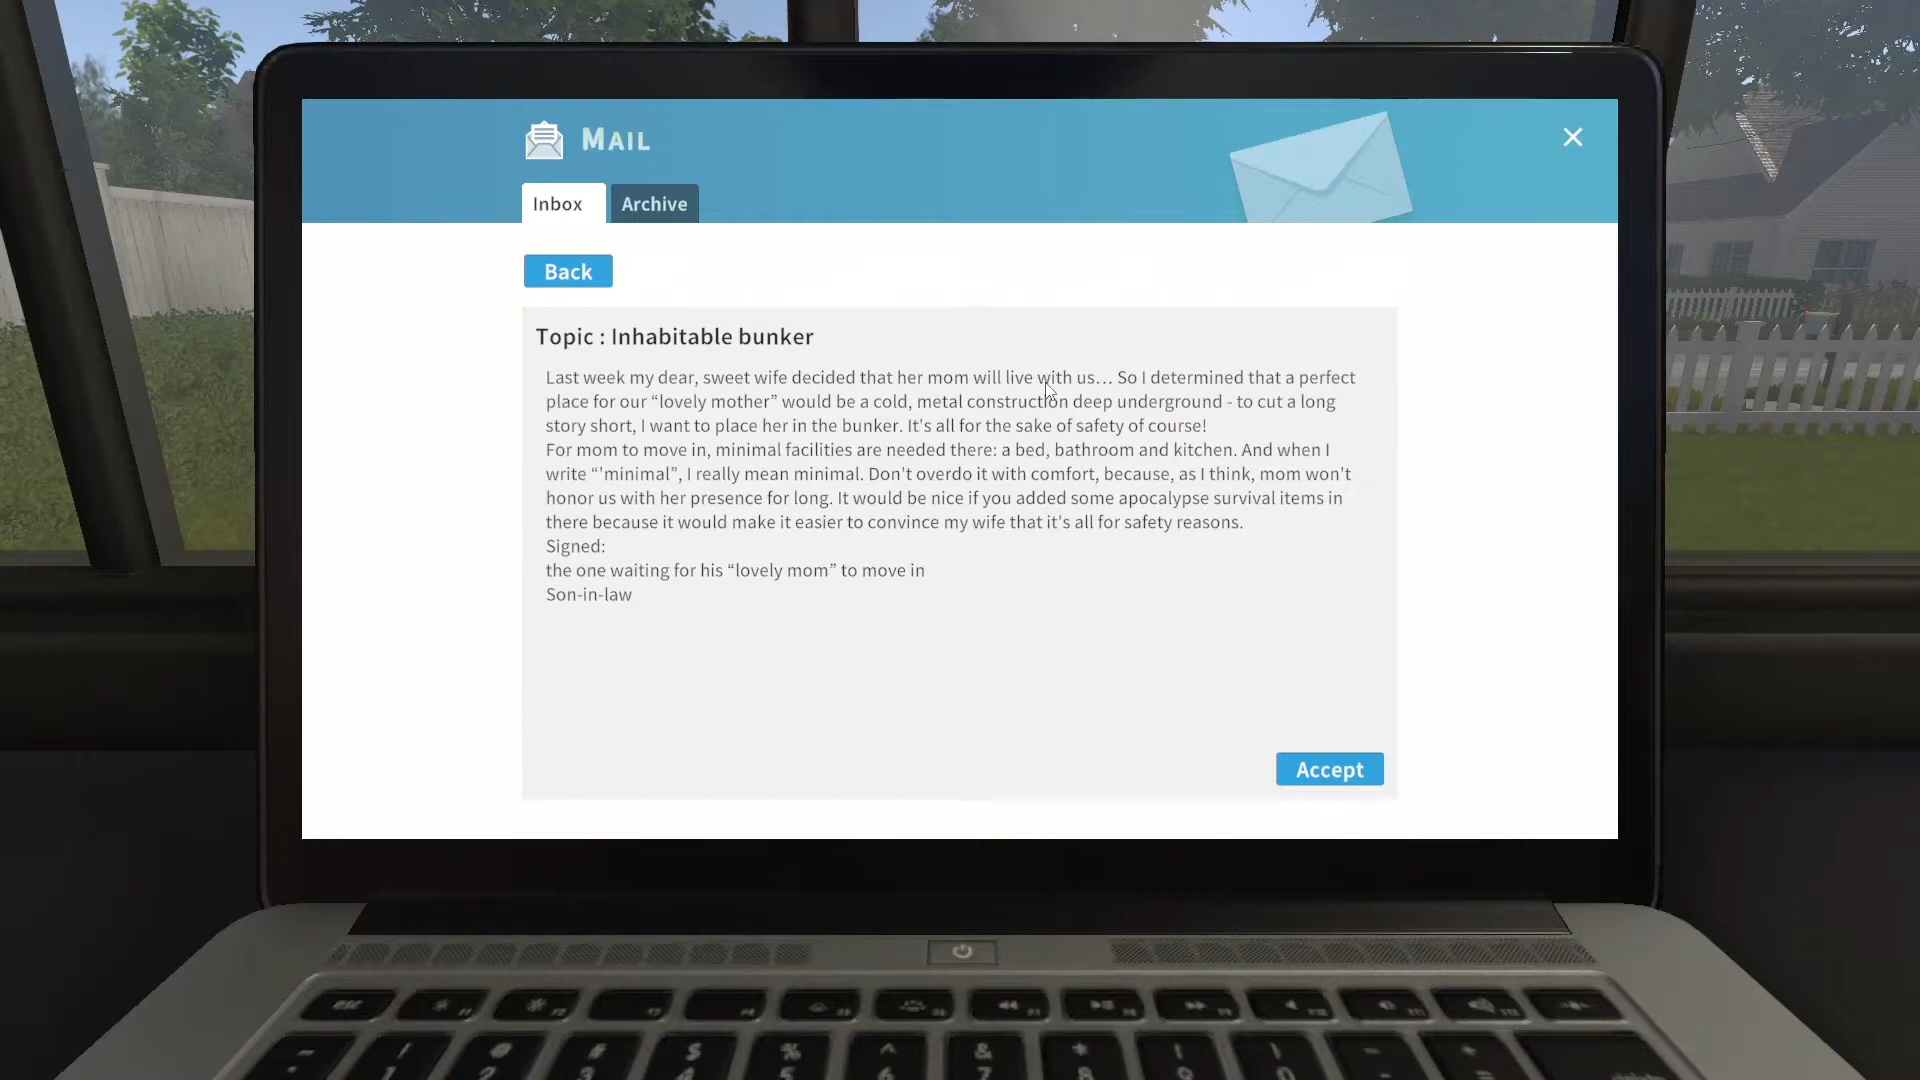 MAIL
Inbox
Archive
Back
Topic : Inhabitable bunker
Last week my dear, sweet wife decided that her mom will live with us... So I determined that a perfect
place for our “lovely mother” would be a cold, metal construction deep underground - to cut a long
story short, I want to place her in the bunker. It's all for the sake of safety of course!
For mom to move in, minimal facilities are needed there: a bed, bathroom and kitchen. And when I
write “'minimal”, I really mean minimal. Don't overdo it with comfort, because, as I think, mom won't
honor us with her presence for long. It would be nice if you added some apocalypse survival items in
there because it would make it easier to convince my wife that it's all for safety reasons.
Signed:
the one waiting for his “lovely mom” to move in
Son-in-law
Accept
esc